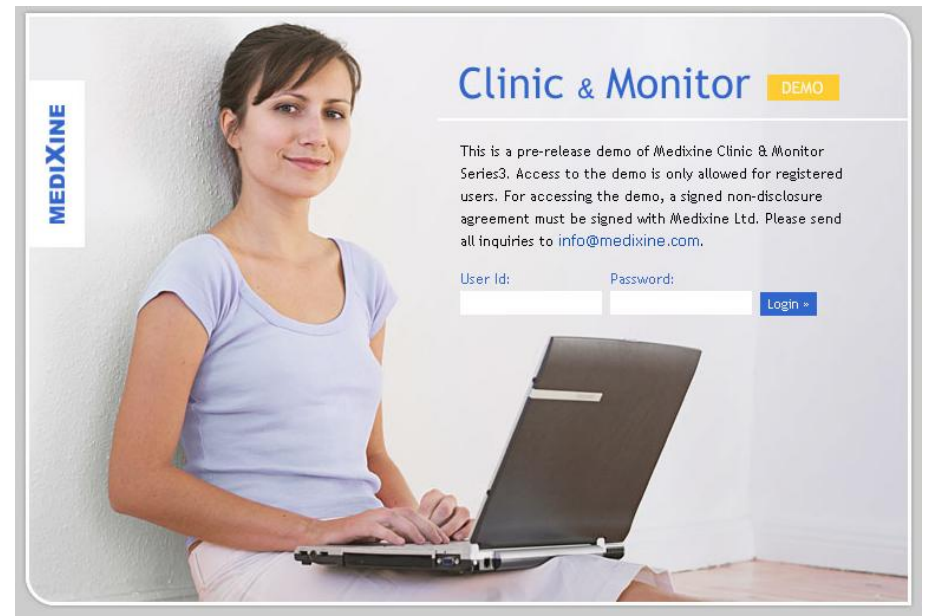 MEDIXINE
Clinic & Monitor DEMO
This is a pre-release demo of Medixine Clinic & Monitor
Series3. Access to the demo is only allowed for registered
users. For accessing the demo, a signed non-disclosure
agreement must be signed with Medixine Ltd. Please send
all inquiries to info@medixine.com.
User Id: Password:
Login »